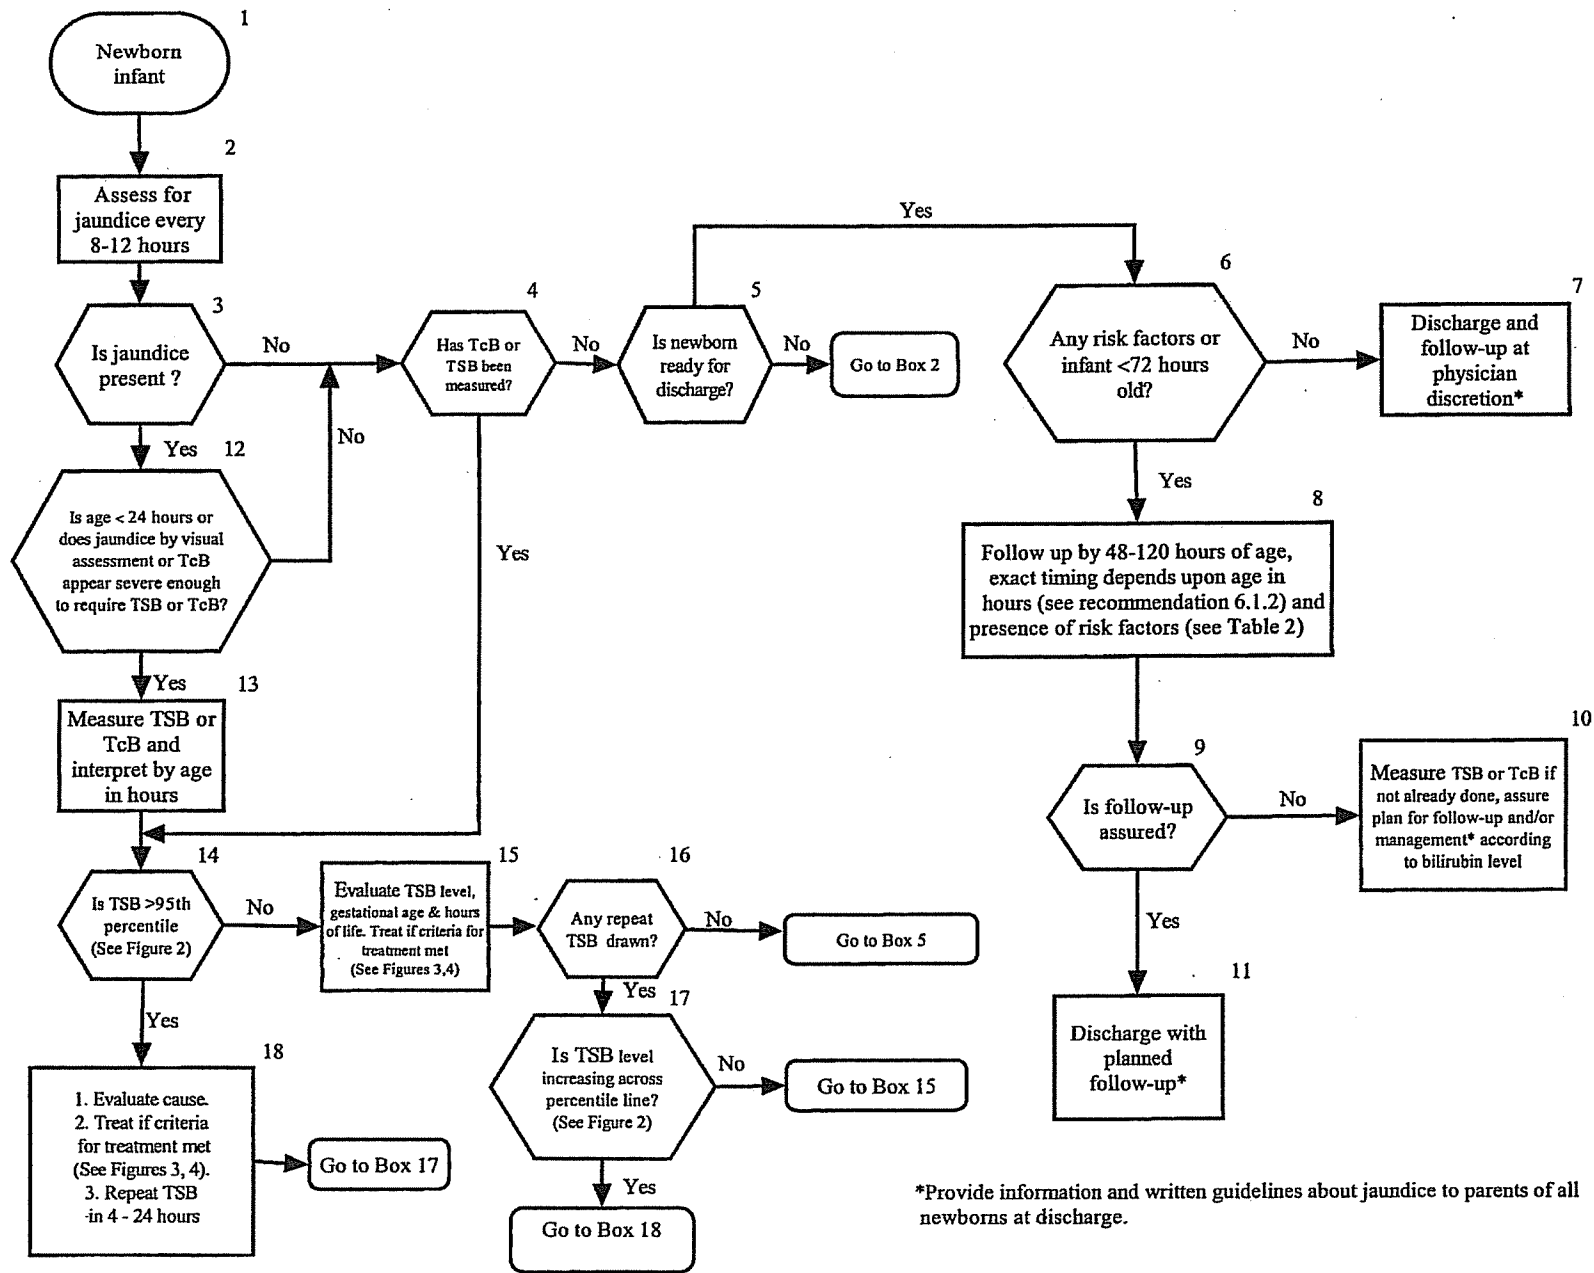 1
Newborn
infant
2
Assess for
jaundice every
8-12 hours
3
Is jaundice
present ?
No
Yes
4
Has TcB or
TSB been
measured?
No
Yes
5
Is newborn
ready for
discharge?
No
Go to Box 2
Yes
6
Any risk factors or
infant <72 hours
old?
No
7
Discharge and
follow-up at
physician
discretion*
Yes
8
Follow up by 48-120 hours of age,
exact timing depends upon age in
hours (see recommendation 6.1.2) and
presence of risk factors (see Table 2)
9
Is follow-up
assured?
No
10
Measure TSB or TcB if
not already done, assure
plan for follow-up and/or
management* according
to bilirubin level
Yes
11
Discharge with
planned
follow-up*
12
Is age < 24 hours or
does jaundice by visual
assessment or TcB
appear severe enough
to require TSB or TcB?
No
Yes
13
Measure TSB or
TcB and
interpret by age
in hours
14
Is TSB >95th
percentile
(See Figure 2)
No
Yes
15
Evaluate TSB level,
gestational age & hours
of life. Treat if criteria for
treatment met
(See Figures 3,4)
16
Any repeat
TSB drawn?
No
Go to Box 5
Yes
17
Is TSB level
increasing across
percentile line?
(See Figure 2)
No
Go to Box 15
Yes
Go to Box 18
18
1. Evaluate cause.
2. Treat if criteria
for treatment met
(See Figures 3, 4).
3. Repeat TSB
in 4 - 24 hours
Go to Box 17
*Provide information and written guidelines about jaundice to parents of all
newborns at discharge.